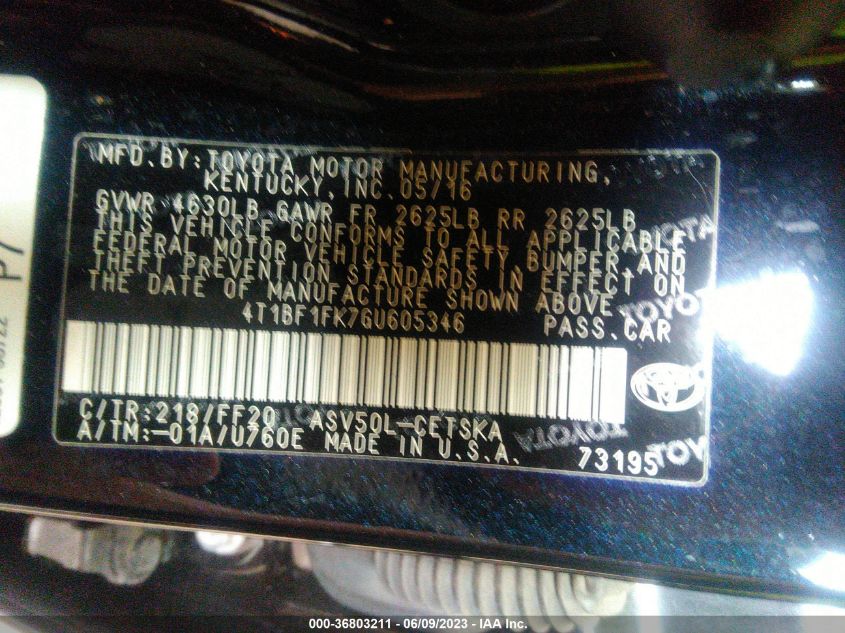 MFD. BY: TOYOTA MOTOR MANUFACTURING,
KENTUCKY, INC. 05/16
GVWR 4630LB GAWR FR 2625LB RR 2625LB
THIS VEHICLE CONFORMS TO ALL APPLICABLE
FEDERAL MOTOR VEHICLE SAFETY, BUMPER, AND
THEFT PREVENTION STANDARDS IN EFFECT ON
THE DATE OF MANUFACTURE SHOWN ABOVE.
4T1BF1FK7GU605346 PASS. CAR
C/TR: 218/FF20 ASV50L-CETSKA
A/TM: -01A/U760E MADE IN U.S.A. 73195
TOYOTA
TOYOTA
TOYOTA
000-36803211 - 06/09/2023 - IAA Inc.